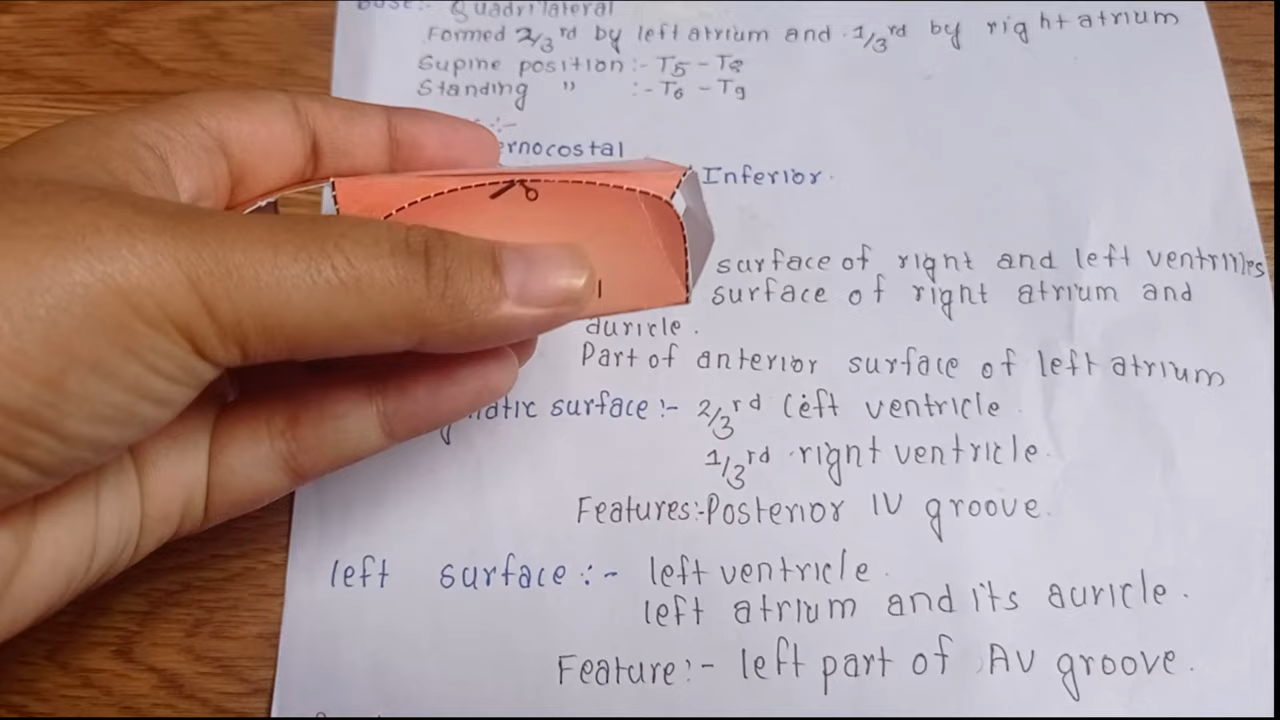 Base:- Quadrilateral
Formed 2/3rd by left atrium and 1/3rd by right atrium
Supine position :- T5 - T8
Standing " :- T6 - T9
ernocostal
Inferior.
surface of right and left ventricles
surface of right atrium and
auricle.
Part of anterior surface of left atrium
matic surface :- 2/3rd left ventricle.
1/3rd right ventricle.
Features:-Posterior IV groove.
left surface :- left ventricle.
left atrium and its auricle.
Feature:- left part of AV groove.